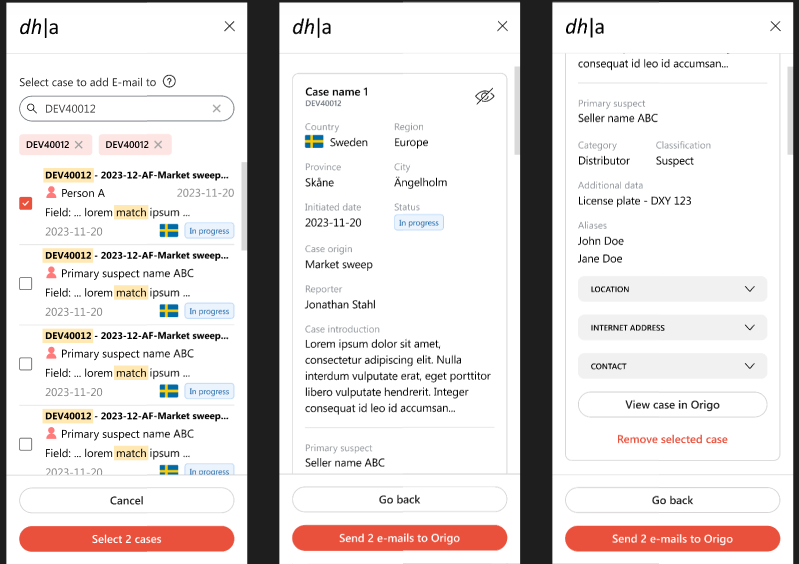 dh|a
Select case to add E-mail to ?
DEV40012
DEV40012
DEV40012
DEV40012 - 2023-12-AF-Market sweep...
Person A 2023-11-20
Field: ... lorem match ipsum ...
2023-11-20 In progress
DEV40012 - 2023-12-AF-Market sweep...
Primary suspect name ABC
Field: ... lorem match ipsum ...
2023-11-20 In progress
DEV40012 - 2023-12-AF-Market sweep...
Primary suspect name ABC
Field: ... lorem match ipsum ...
2023-11-20 In progress
DEV40012 - 2023-12-AF-Market sweep...
Primary suspect name ABC
Field: ... lorem match ipsum ...
2023-11-20 In progress
Cancel
Select 2 cases
dh|a
Case name 1
DEV40012
Country Region
Sweden Europe
Province City
Skåne Ängelholm
Initiated date Status
2023-11-20 In progress
Case origin
Market sweep
Reporter
Jonathan Stahl
Case introduction
Lorem ipsum dolor sit amet,
consectetur adipiscing elit. Nulla
interdum vulputate erat, eget porttitor
libero vulputate hendrerit. Integer
consequat id leo id accumsan...
Primary suspect
Seller name ABC
Go back
Send 2 e-mails to Origo
dh|a
consequat id leo id accumsan...
Primary suspect
Seller name ABC
Category Classification
Distributor Suspect
Additional data
License plate - DXY 123
Aliases
John Doe
Jane Doe
LOCATION
INTERNET ADDRESS
CONTACT
View case in Origo
Remove selected case
Go back
Send 2 e-mails to Origo